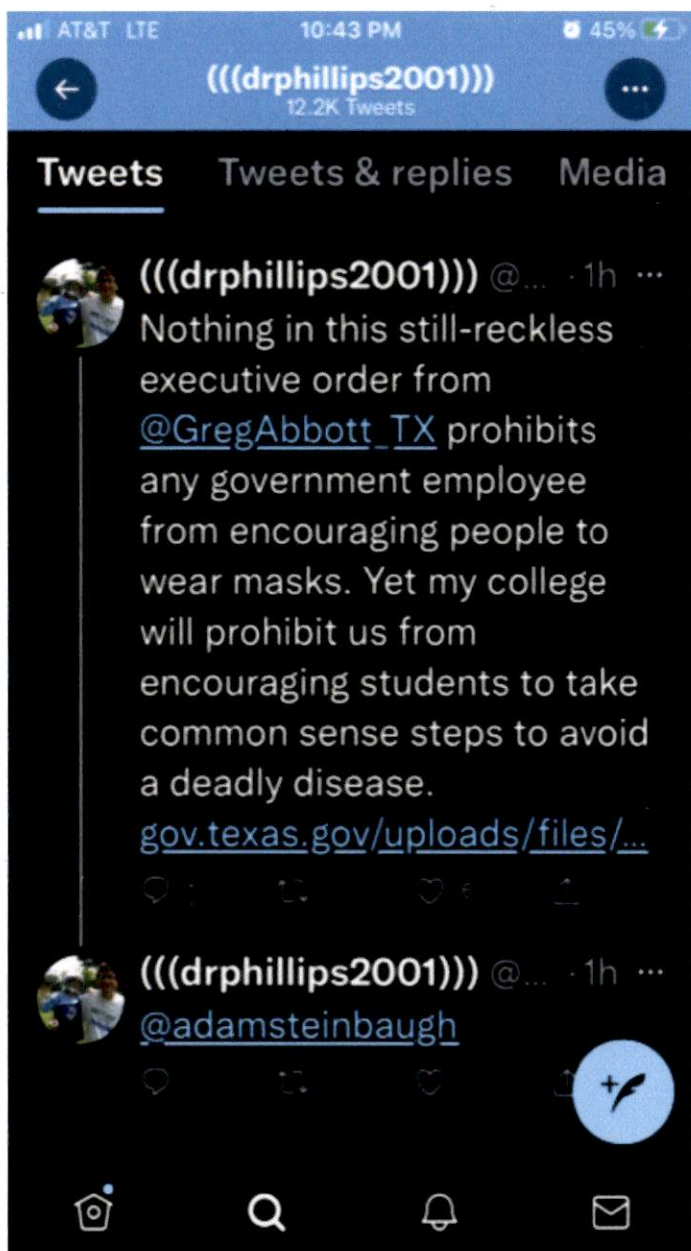 AT&T LTE 10:43 PM 45%
(((drphillips2001)))
12.2K Tweets
Tweets Tweets & replies Media
(((drphillips2001))) @... · 1h ...
Nothing in this still-reckless
executive order from
@GregAbbott_TX prohibits
any government employee
from encouraging people to
wear masks. Yet my college
will prohibit us from
encouraging students to take
common sense steps to avoid
a deadly disease.
gov.texas.gov/uploads/files/...
(((drphillips2001))) @... · 1h ...
@adamsteinbaugh